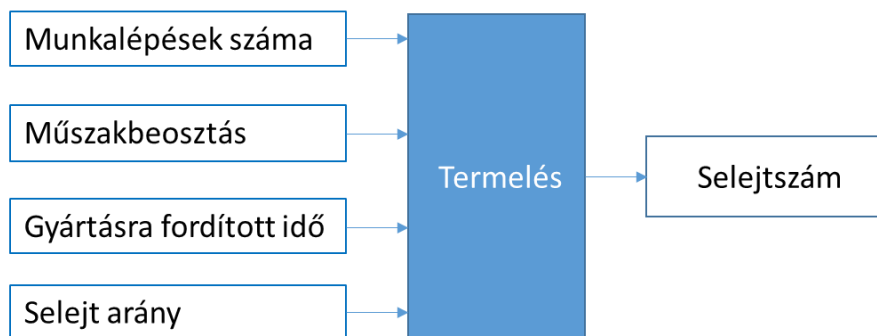 Munkalépések száma
Műszakbeosztás
Gyártásra fordított idő
Selejt arány
Termelés
Selejtszám